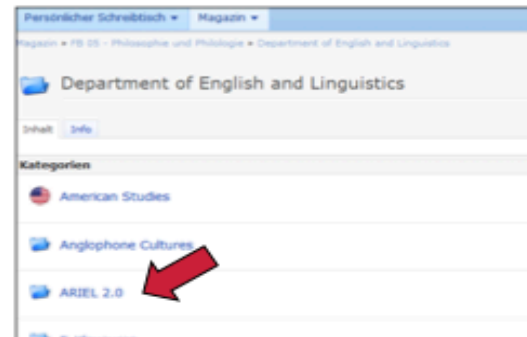 Persönlicher Schreibtisch Magazin
Magazin FB 05 - Philosophie und Philologie Department of English and Linguistics
Department of English and Linguistics
Inhalt Info
Kategorien
American Studies
Anglophone Cultures
ARIEL 2.0